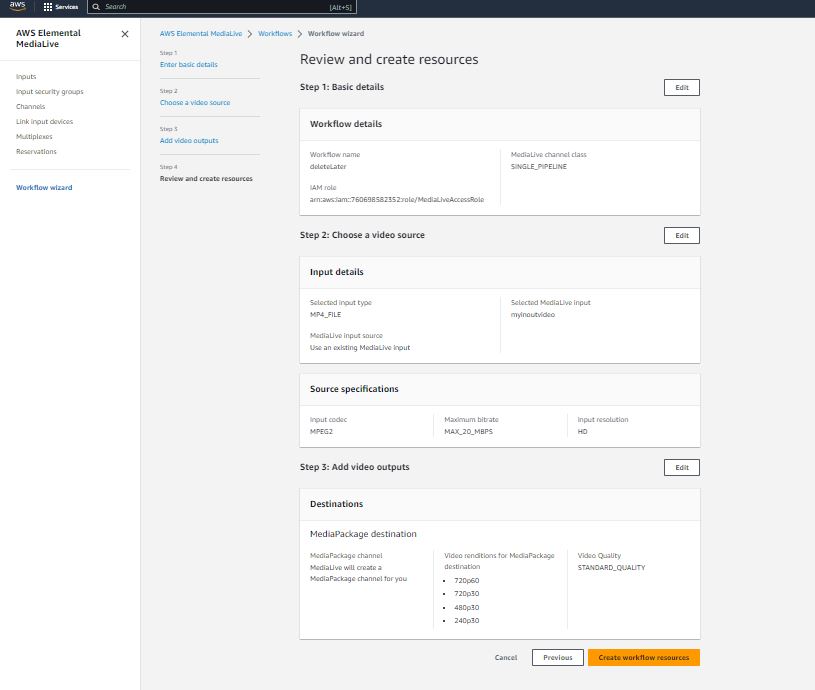 aws
Services
Search
[Alt+S]
AWS Elemental
MediaLive
Inputs
Input security groups
Channels
Link input devices
Multiplexes
Reservations
Workflow wizard
AWS Elemental MediaLive
Workflows
Workflow wizard
Step 1
Enter basic details
Step 2
Choose a video source
Step 3
Add video outputs
Step 4
Review and create resources
Review and create resources
Step 1: Basic details
Edit
Workflow details
Workflow name
deleteLater
MediaLive channel class
SINGLE_PIPELINE
IAM role
arn:aws:iam::760698582352:role/MediaLiveAccessRole
Step 2: Choose a video source
Edit
Input details
Selected input type
MP4_FILE
Selected MediaLive input
myinoutvideo
MediaLive input source
Use an existing MediaLive input
Source specifications
Input codec
MPEG2
Maximum bitrate
MAX_20_MBPS
Input resolution
HD
Step 3: Add video outputs
Edit
Destinations
MediaPackage destination
MediaPackage channel
MediaLive will create a
MediaPackage channel for you
Video renditions for MediaPackage
destination
• 720p60
• 720p30
• 480p30
• 240p30
Video Quality
STANDARD_QUALITY
Cancel
Previous
Create workflow resources